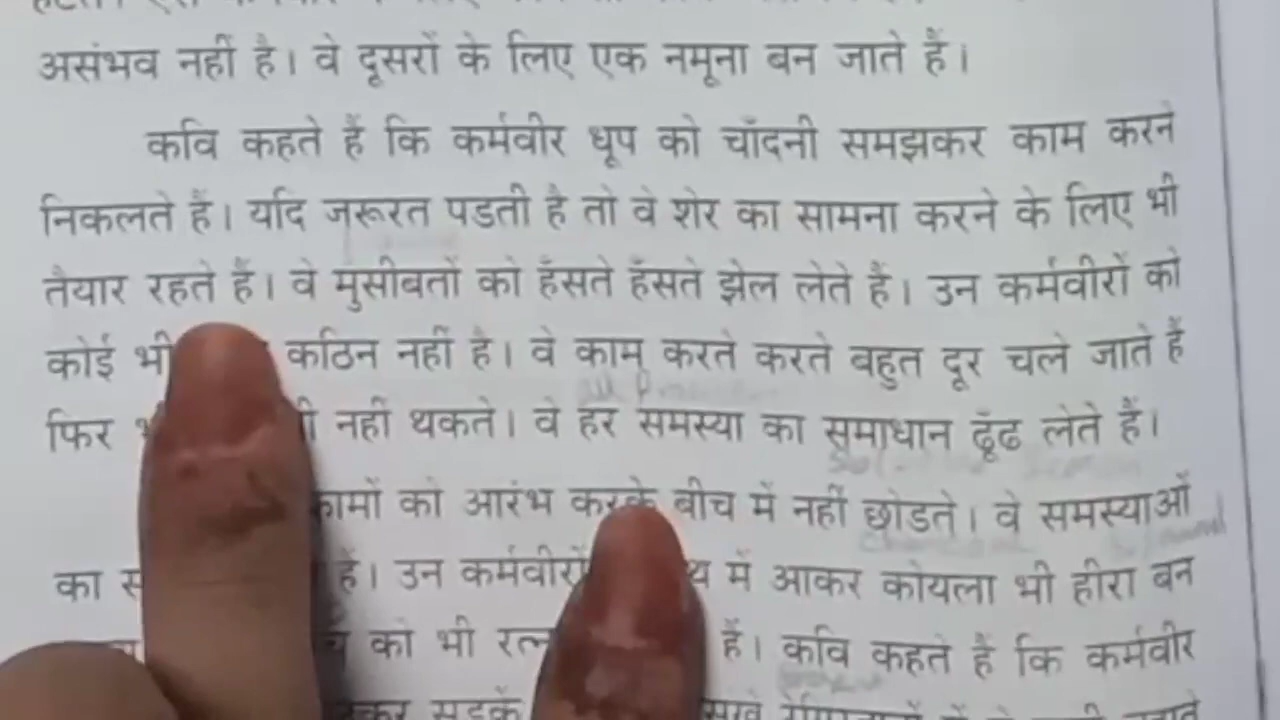 असंभव नहीं है। वे दूसरों के लिए एक नमूना बन जाते हैं।
कवि कहते हैं कि कर्मवीर धूप को चाँदनी समझकर काम करने
निकलते हैं। यदि जरूरत पडती है तो वे शेर का सामना करने के लिए भी
तैयार रहते हैं। वे मुसीबतों को हँसते हँसते झेल लेते हैं। उन कर्मवीरों को
कोई भी कठिन नहीं है। वे काम करते करते बहुत दूर चले जाते हैं
फिर नहीं थकते। वे हर समस्या का समाधान ढूंढ लेते हैं।
कामों को आरंभ करके बीच में नहीं छोडते। वे समस्याओं
का हैं। उन कर्मवीरों में आकर कोयला भी हीरा बन
को भी रत्न हैं। कवि कहते हैं कि कर्मवीर
सडकें